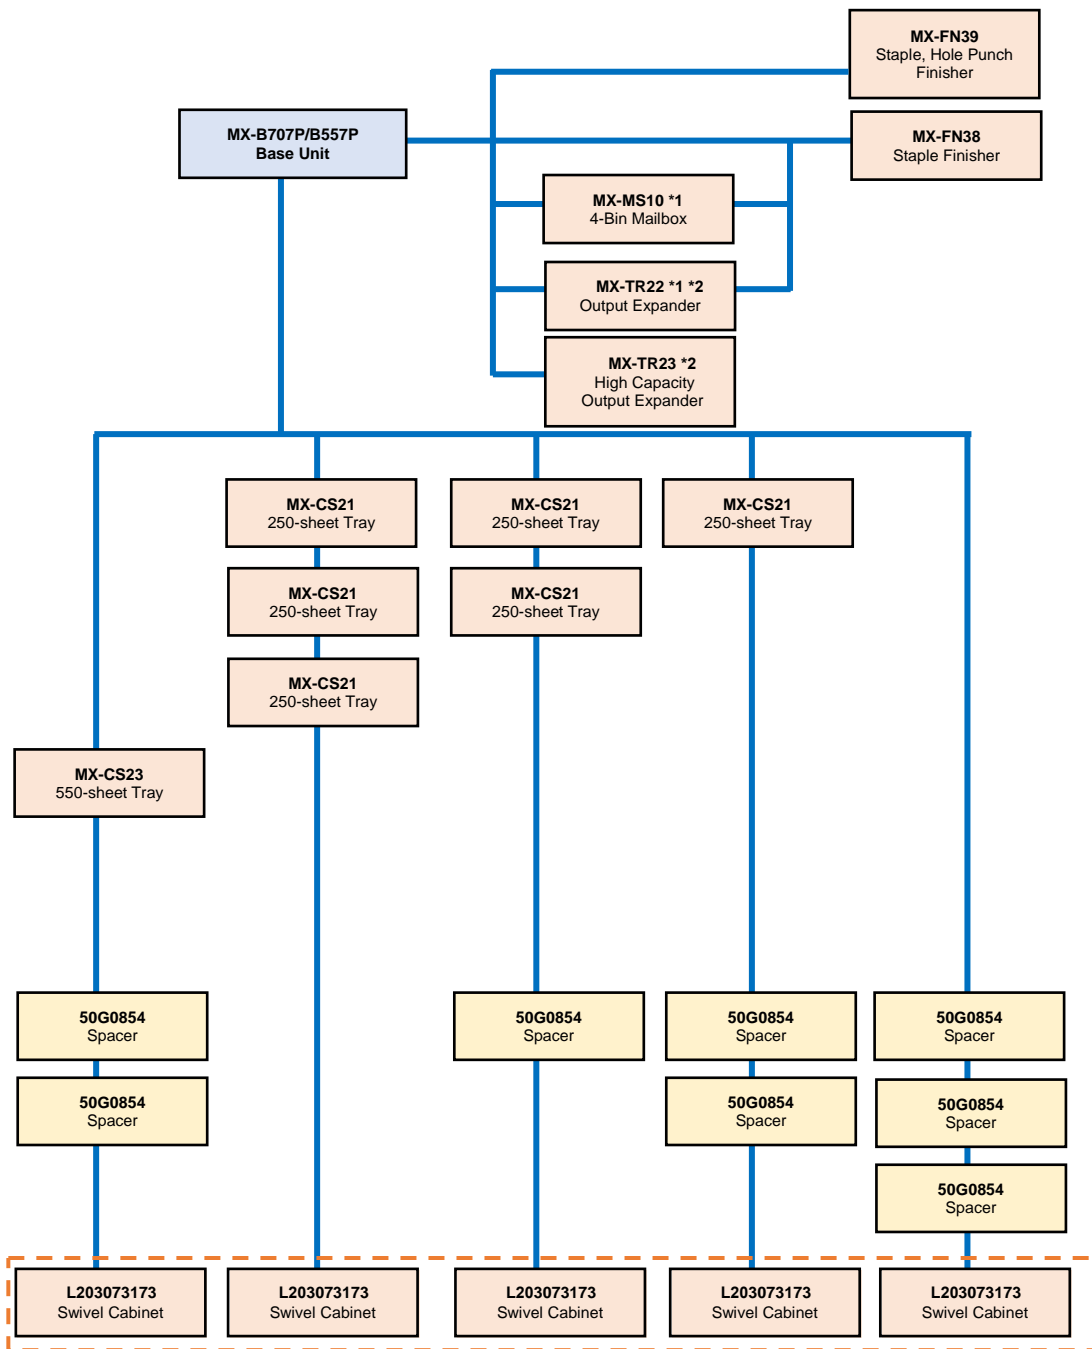 MX-FN39
Staple, Hole Punch
Finisher
MX-B707P/B557P
Base Unit
MX-FN38
Staple Finisher
MX-MS10 *1
4-Bin Mailbox
MX-TR22 *1 *2
Output Expander
MX-TR23 *2
High Capacity
Output Expander
MX-CS21
250-sheet Tray
MX-CS21
250-sheet Tray
MX-CS21
250-sheet Tray
MX-CS21
250-sheet Tray
MX-CS21
250-sheet Tray
MX-CS21
250-sheet Tray
MX-CS23
550-sheet Tray
50G0854
Spacer
50G0854
Spacer
50G0854
Spacer
50G0854
Spacer
50G0854
Spacer
50G0854
Spacer
50G0854
Spacer
50G0854
Spacer
L203073173
Swivel Cabinet
L203073173
Swivel Cabinet
L203073173
Swivel Cabinet
L203073173
Swivel Cabinet
L203073173
Swivel Cabinet